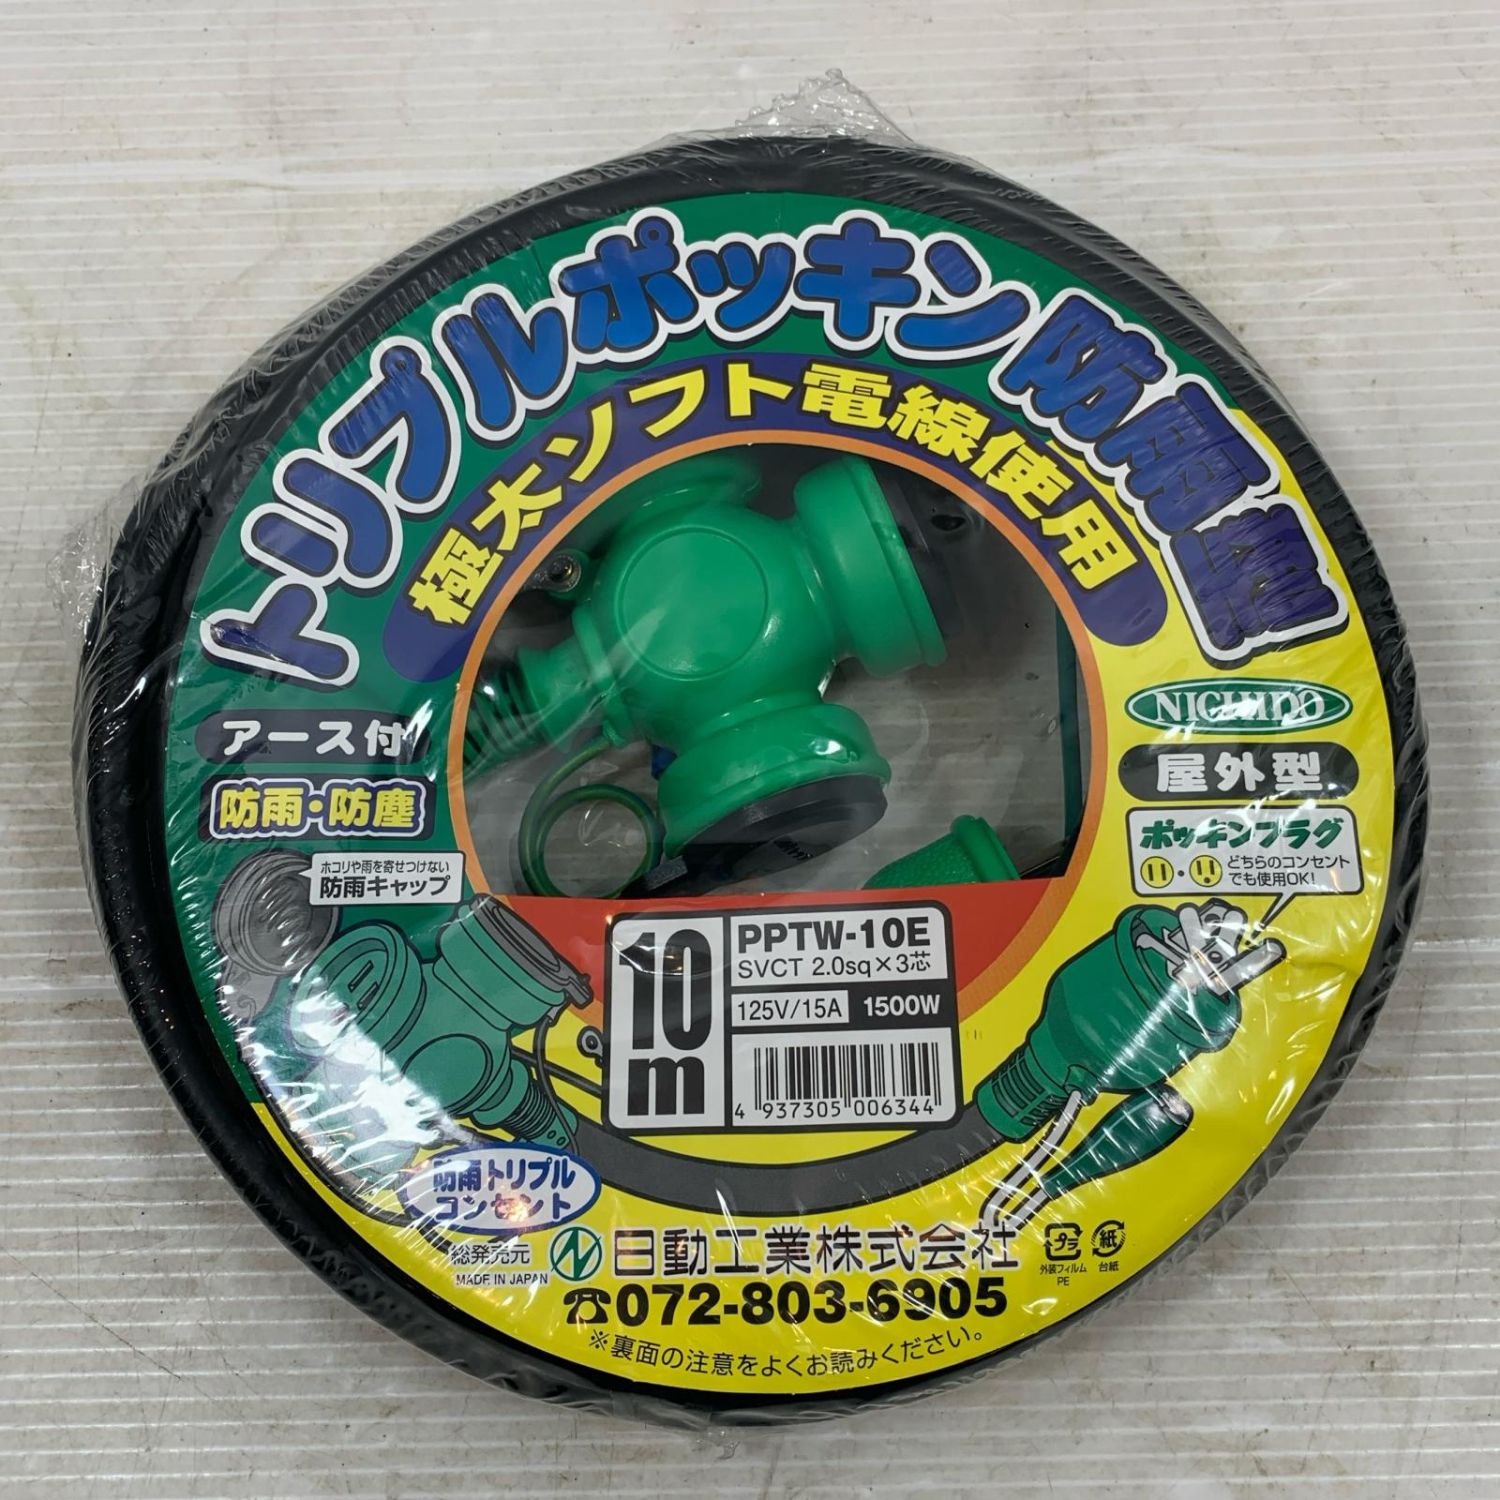 トリプルポッキン防雨型
極太ソフト電線使用
アース付
防雨・防塵
ホコリや雨を寄せつけない
防雨キャップ
NICHIDO
屋外型
ポッキンプラグ
どちらのコンセント
でも使用OK!
10m
PPTW-10E
SVCT 2.0sq×3芯
125V/15A 1500W
4 937305 006344
防雨トリプル
コンセント
総発売元
MADE IN JAPAN
日動工業株式会社
☎072-803-6905
※裏面の注意をよくお読みください。
プラ
外装フィルム
PE
紙
台紙